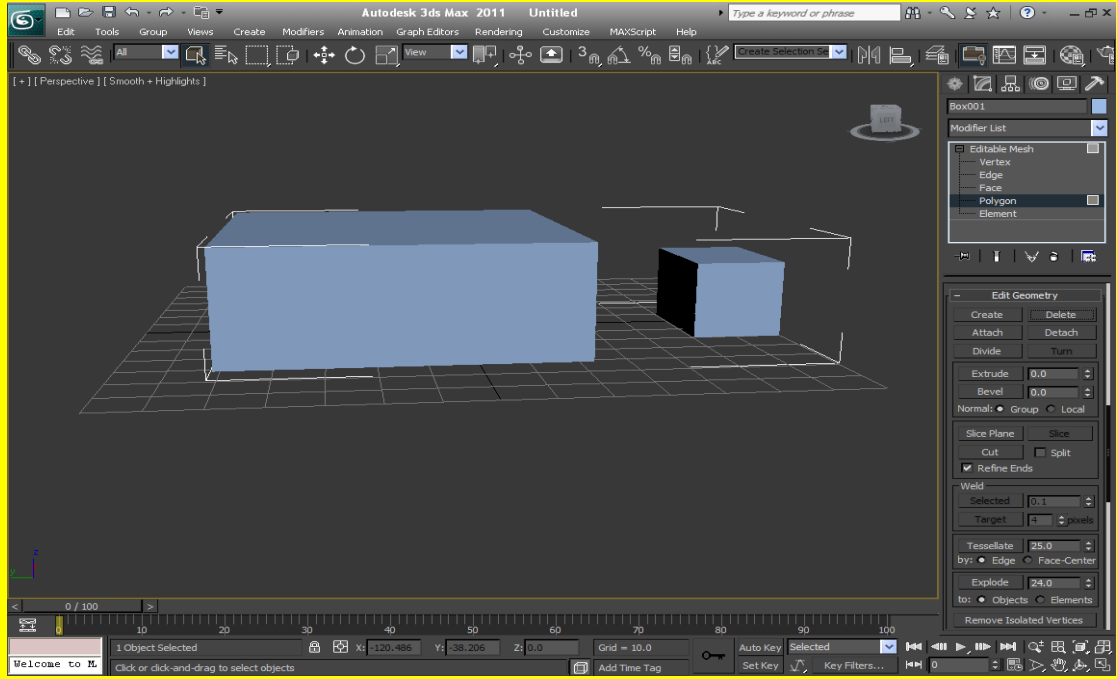 Autodesk 3ds Max 2011 Untitled
Type a keyword or phrase
Edit Tools Group Views Create Modifiers Animation Graph Editors Rendering Customize MAXScript Help
All
View
3
Create Selection Se
[ + ] [ Perspective ] [ Smooth + Highlights ]
LEFT
Box001
Modifier List
Editable Mesh
Vertex
Edge
Face
Polygon
Element
Edit Geometry
Create Delete
Attach Detach
Divide Turn
Extrude 0.0
Bevel 0.0
Normal: Group Local
Slice Plane Slice
Cut Split
Refine Ends
Weld
Selected 0.1
Target 4 pixels
Tessellate 25.0
by: Edge Face-Center
Explode 24.0
to: Objects Elements
Remove Isolated Vertices
z
y
x
< 0 / 100 >
0 10 20 30 40 50 60 70 80 90 100
1 Object Selected X: -120.486 Y: -38.206 Z: 0.0 Grid = 10.0 Auto Key Selected
Welcome to M. Click or click-and-drag to select objects Add Time Tag Set Key Key Filters... 0